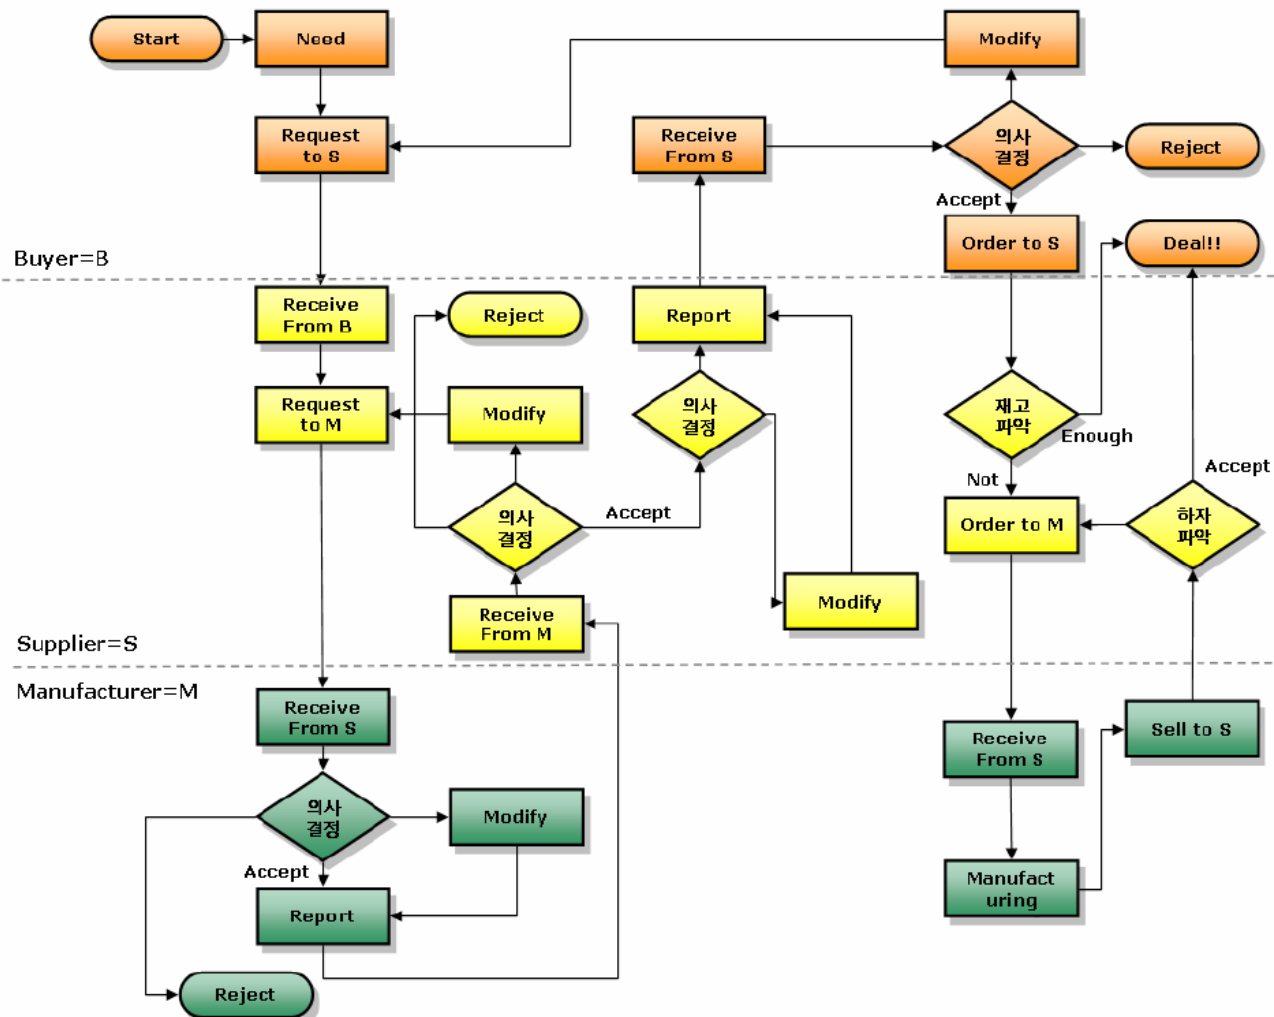 Start
Need
Modify
Request
to S
Receive
From S
의사
결정
Reject
Accept
Order to S
Deal!!
Buyer=B
Receive
From B
Reject
Report
Request
to M
Modify
의사
결정
재고
파악
Enough
Accept
Not
의사
결정
Accept
Order to M
하자
파악
Receive
From M
Modify
Supplier=S
Manufacturer=M
Receive
From S
Receive
From S
Sell to S
의사
결정
Modify
Accept
Report
Manufact
uring
Reject